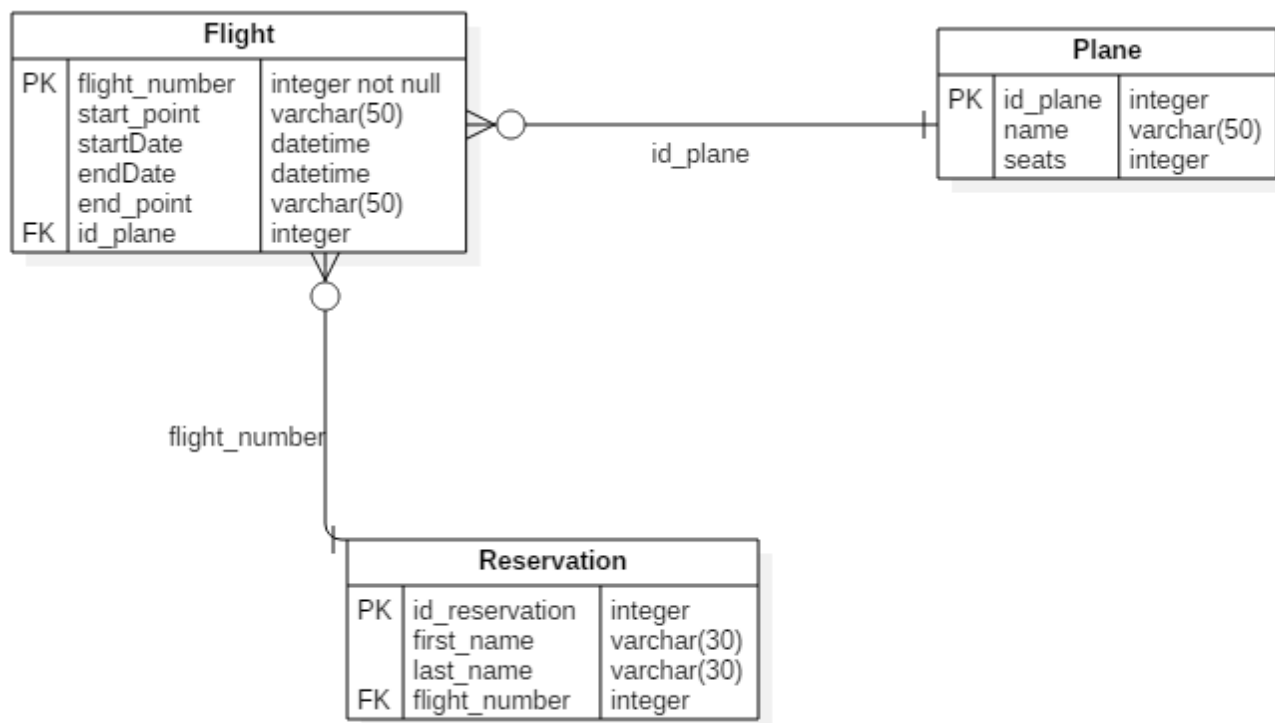 Flight
PK flight_number integer not null
start_point varchar(50)
startDate datetime
endDate datetime
end_point varchar(50)
FK id_plane integer
id_plane
Plane
PK id_plane integer
name varchar(50)
seats integer
flight_number
Reservation
PK id_reservation integer
first_name varchar(30)
last_name varchar(30)
FK flight_number integer